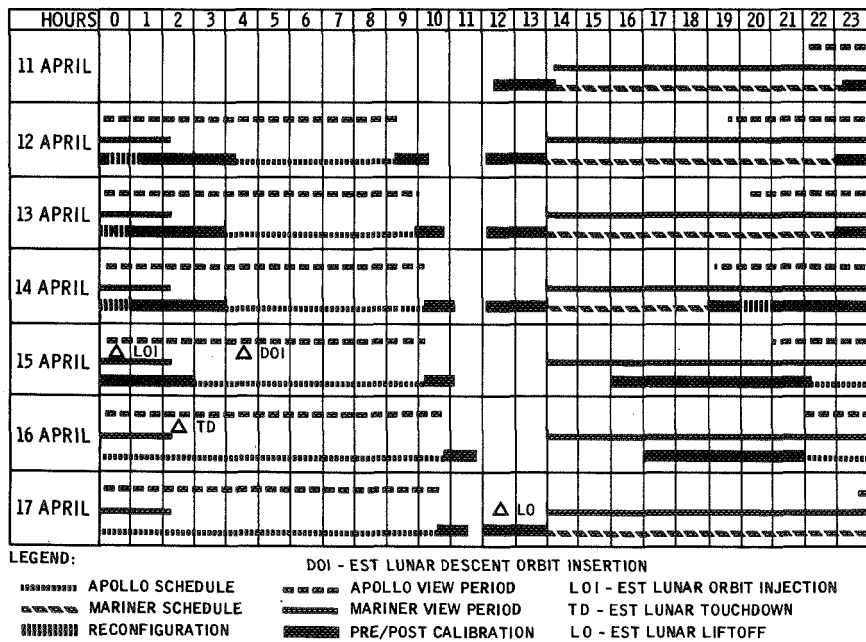 HOURS 0 1 2 3 4 5 6 7 8 9 10 11 12 13 14 15 16 17 18 19 20 21 22 23
11 APRIL
12 APRIL
13 APRIL
14 APRIL
15 APRIL
LOI
DOI
16 APRIL
TD
17 APRIL
LO
LEGEND:
DOI - EST LUNAR DESCENT ORBIT INSERTION
APOLLO SCHEDULE APOLLO VIEW PERIOD LOI - EST LUNAR ORBIT INJECTION
MARINER SCHEDULE MARINER VIEW PERIOD TD - EST LUNAR TOUCHDOWN
RECONFIGURATION PRE/POST CALIBRATION LO - EST LUNAR LIFTOFF